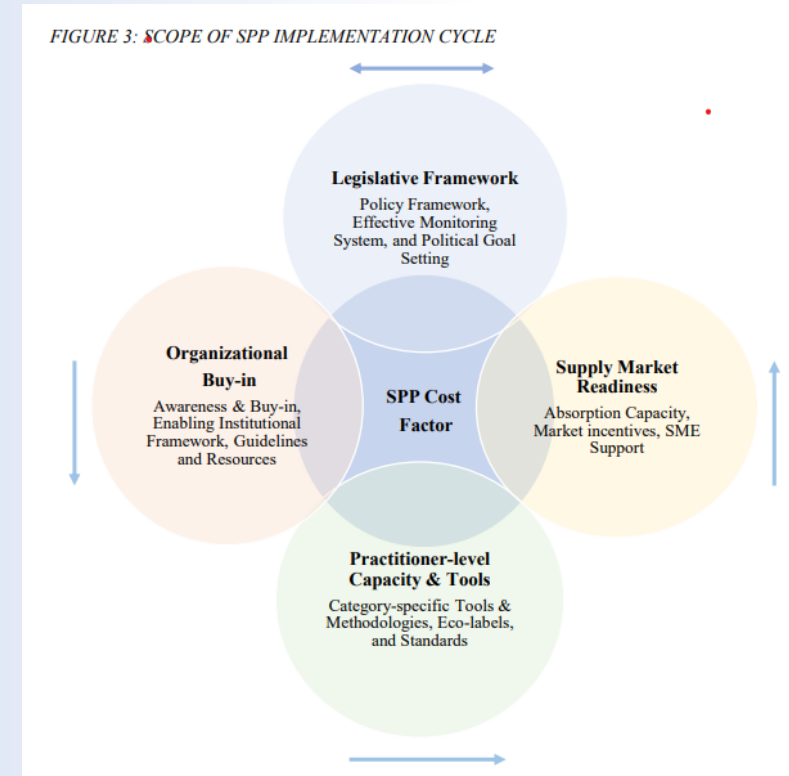 FIGURE 3: SCOPE OF SPP IMPLEMENTATION CYCLE
Legislative Framework
Policy Framework,
Effective Monitoring
System, and Political Goal
Setting
Organizational
Buy-in
Awareness & Buy-in,
Enabling Institutional
Framework, Guidelines
and Resources
SPP Cost
Factor
Supply Market
Readiness
Absorption Capacity,
Market incentives, SME
Support
Practitioner-level
Capacity & Tools
Category-specific Tools &
Methodologies, Eco-labels,
and Standards